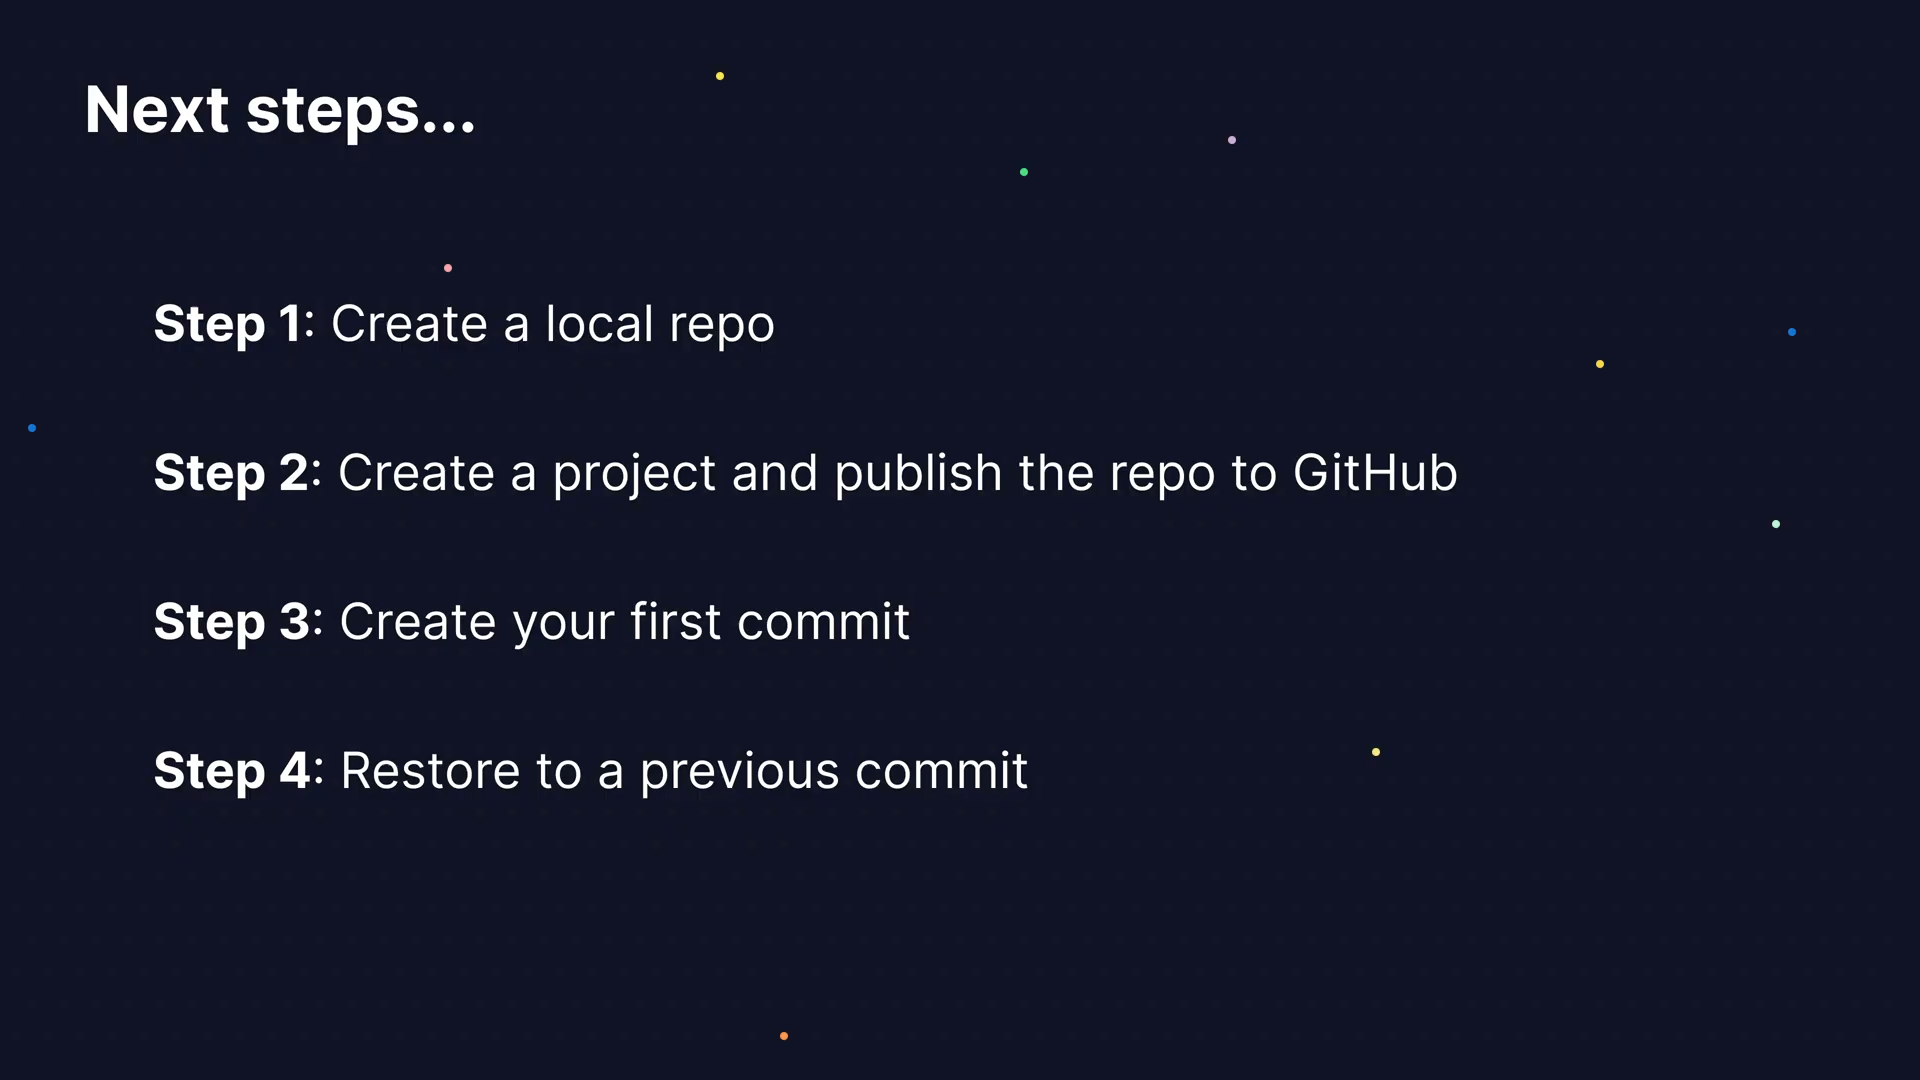 Next steps...
Step 1: Create a local repo
Step 2: Create a project and publish the repo to GitHub
Step 3: Create your first commit
Step 4: Restore to a previous commit